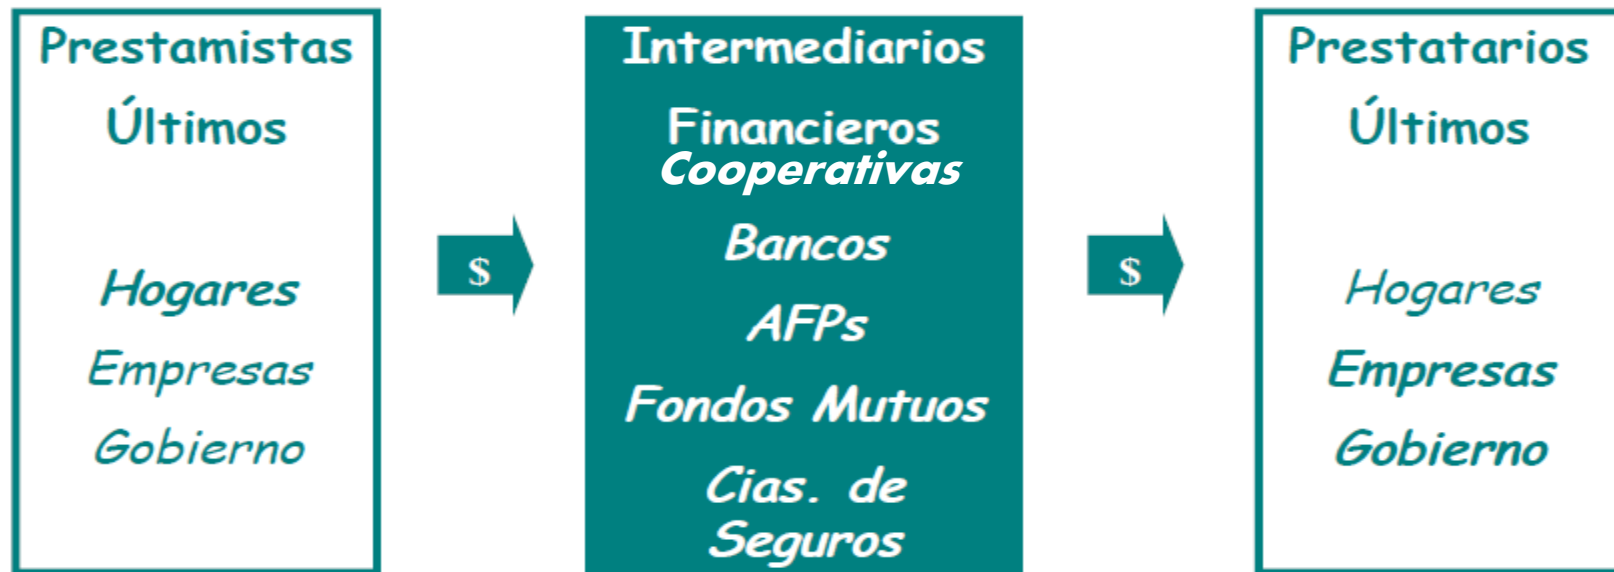 Prestamistas
Últimos
Hogares
Empresas
Gobierno
$
Intermediarios
Financieros
Cooperativas
Bancos
AFPs
Fondos Mutuos
Cias. de
Seguros
$
Prestatarios
Últimos
Hogares
Empresas
Gobierno